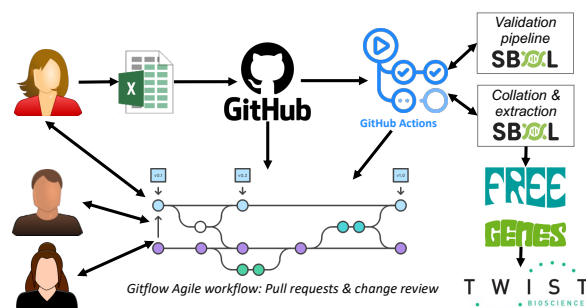 Validation
pipeline
SBOL
X
GitHub
GitHub Actions
Collation &
extraction
SBOL
v0.1
v0.2
v1.0
FREE
GENES
Gitflow Agile workflow: Pull requests & change review
TWIST
BIOSCIENCE